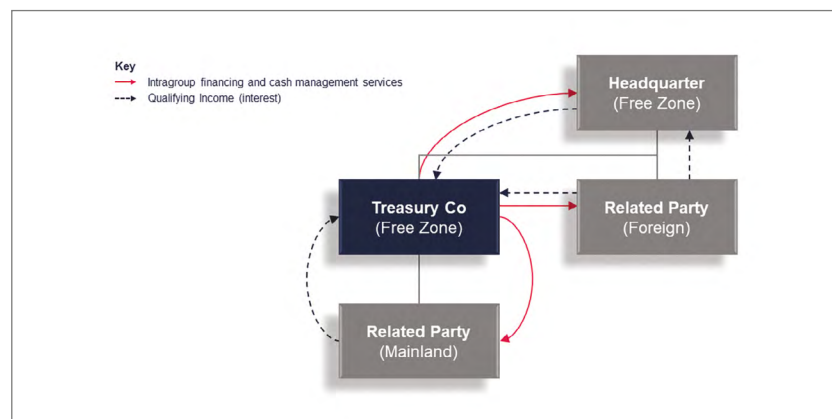 Key
Intragroup financing and cash management services
Qualifying Income (interest)
Headquarter
(Free Zone)
Treasury Co
(Free Zone)
Related Party
(Foreign)
Related Party
(Mainland)